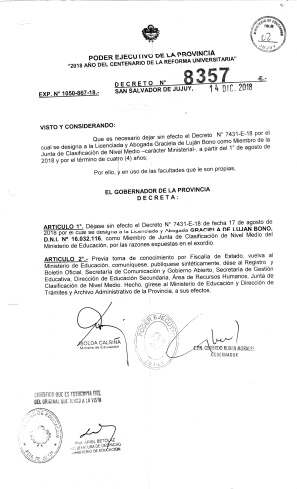 PODER EJECUTIVO DE LA PROVINCIA
"2018 AÑO DEL CENTENARIO DE LA REFORMA UNIVERSITARIA"
DECRETO N° 8357 -E.-
EXP. N° 1050-867-18.-
SAN SALVADOR DE JUJUY, 14 DIC. 2018
VISTO Y CONSIDERANDO:
Que es necesario dejar sin efecto el Decreto N° 7431-E-18 por el
cual se designa a la Licenciada y Abogada Graciela de Luján Bono como Miembro de la
Junta de Clasificación de Nivel Medio –carácter Ministerial-, a partir del 1° de agosto de
2018 y por el término de cuatro (4) años;
Por ello, y en uso de las facultades que le son propias,
EL GOBERNADOR DE LA PROVINCIA
DECRETA:
ARTÍCULO 1°.- Déjase sin efecto el Decreto N° 7431-E-18 de fecha 17 de agosto de
2018 por el cual se designa a la Licenciada y Abogada GRACIELA DE LUJAN BONO,
D.N.I. N° 16.032.116, como Miembro de Junta de Clasificación de Nivel Medio del
Ministerio de Educación, por las razones expuestas en el exordio.
ARTÍCULO 2°.- Previa toma de conocimiento por Fiscalía de Estado, vuelva al
Ministerio de Educación, comuníquese, publíquese sintéticamente, dése al Registro y
Boletín Oficial, Secretaría de Comunicación y Gobierno Abierto, Secretaría de Gestión
Educativa, Dirección de Educación Secundaria, Área de Recursos Humanos, Junta de
Clasificación de Nivel Medio. Hecho, gírese al Ministerio de Educación y Dirección de
Trámites y Archivo Administrativo de la Provincia, a sus efectos.
ISOLDA CALSINA
Ministra de Educación
PODER EJECUTIVO
C.P.N. GERARDO RUBEN MORALES
GOBERNADOR
CERTIFICO QUE ES FOTOCOPIA FIEL
DEL ORIGINAL QUE TENGO A LA VISTA
MINISTERIO DE EDUCACION